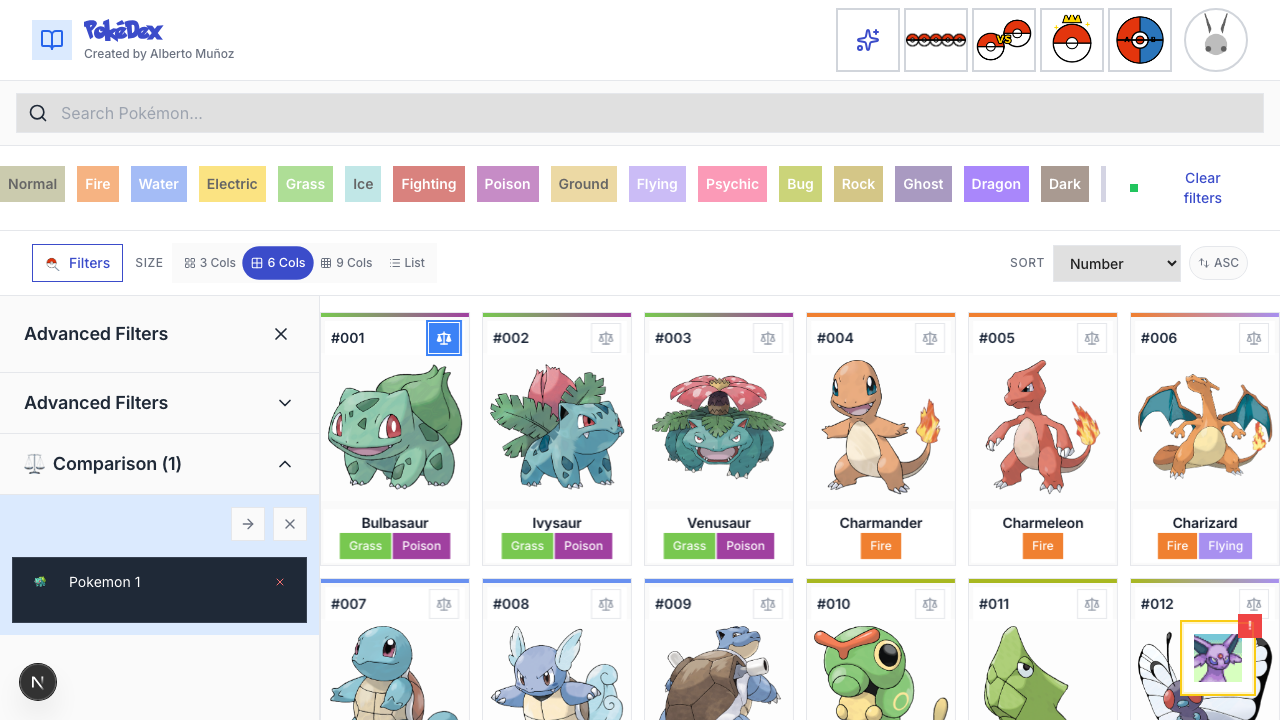 PokéDex
Created by Alberto Muñoz
VS
A B
Search Pokémon...
Normal Fire Water Electric Grass Ice Fighting Poison Ground Flying Psychic Bug Rock Ghost Dragon Dark
Clear
filters
Filters SIZE 3 Cols 6 Cols 9 Cols List SORT Number ASC
Advanced Filters
Advanced Filters
Comparison (1)
Pokemon 1
N
#001 #002 #003 #004 #005 #006
Bulbasaur Ivysaur Venusaur Charmander Charmeleon Charizard
Grass Poison Grass Poison Grass Poison Fire Fire Fire Flying
#007 #008 #009 #010 #011 #012
!